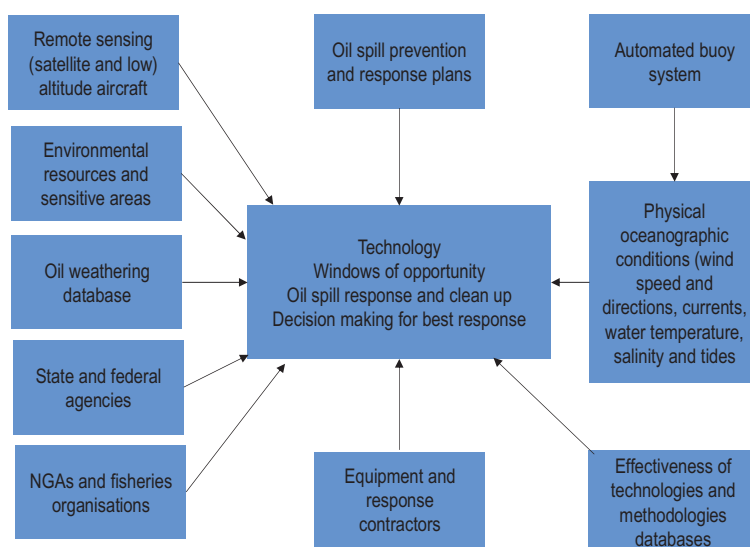 Remote sensing
(satellite and low)
altitude aircraft
Oil spill prevention
and response plans
Automated buoy
system
Environmental
resources and
sensitive areas
Oil weathering
database
State and federal
agencies
NGAs and fisheries
organisations
Technology
Windows of opportunity
Oil spill response and clean up
Decision making for best response
Physical
oceanographic
conditions (wind
speed and
directions, currents,
water temperature,
salinity and tides
Equipment and
response
contractors
Effectiveness of
technologies and
methodologies
databases